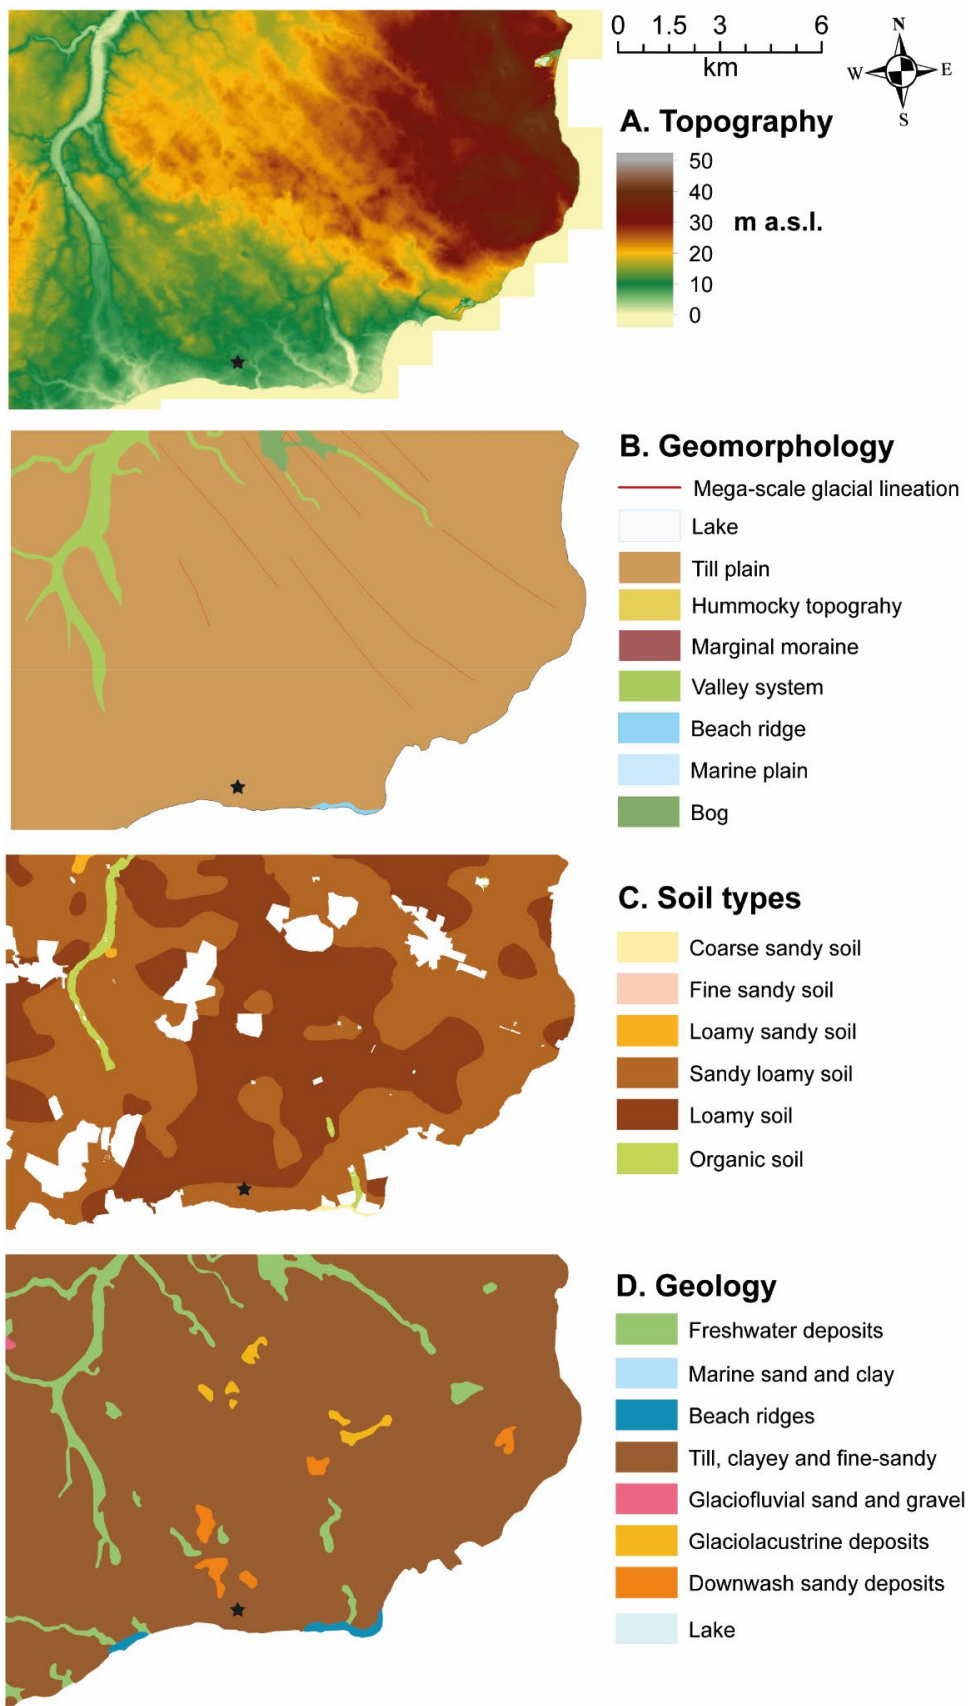 0 1.5 3 6
km
N
W E
S
A. Topography
50
40
30 m a.s.l.
20
10
0
B. Geomorphology
Mega-scale glacial lineation
Lake
Till plain
Hummocky topograhy
Marginal moraine
Valley system
Beach ridge
Marine plain
Bog
C. Soil types
Coarse sandy soil
Fine sandy soil
Loamy sandy soil
Sandy loamy soil
Loamy soil
Organic soil
D. Geology
Freshwater deposits
Marine sand and clay
Beach ridges
Till, clayey and fine-sandy
Glaciofluvial sand and gravel
Glaciolacustrine deposits
Downwash sandy deposits
Lake